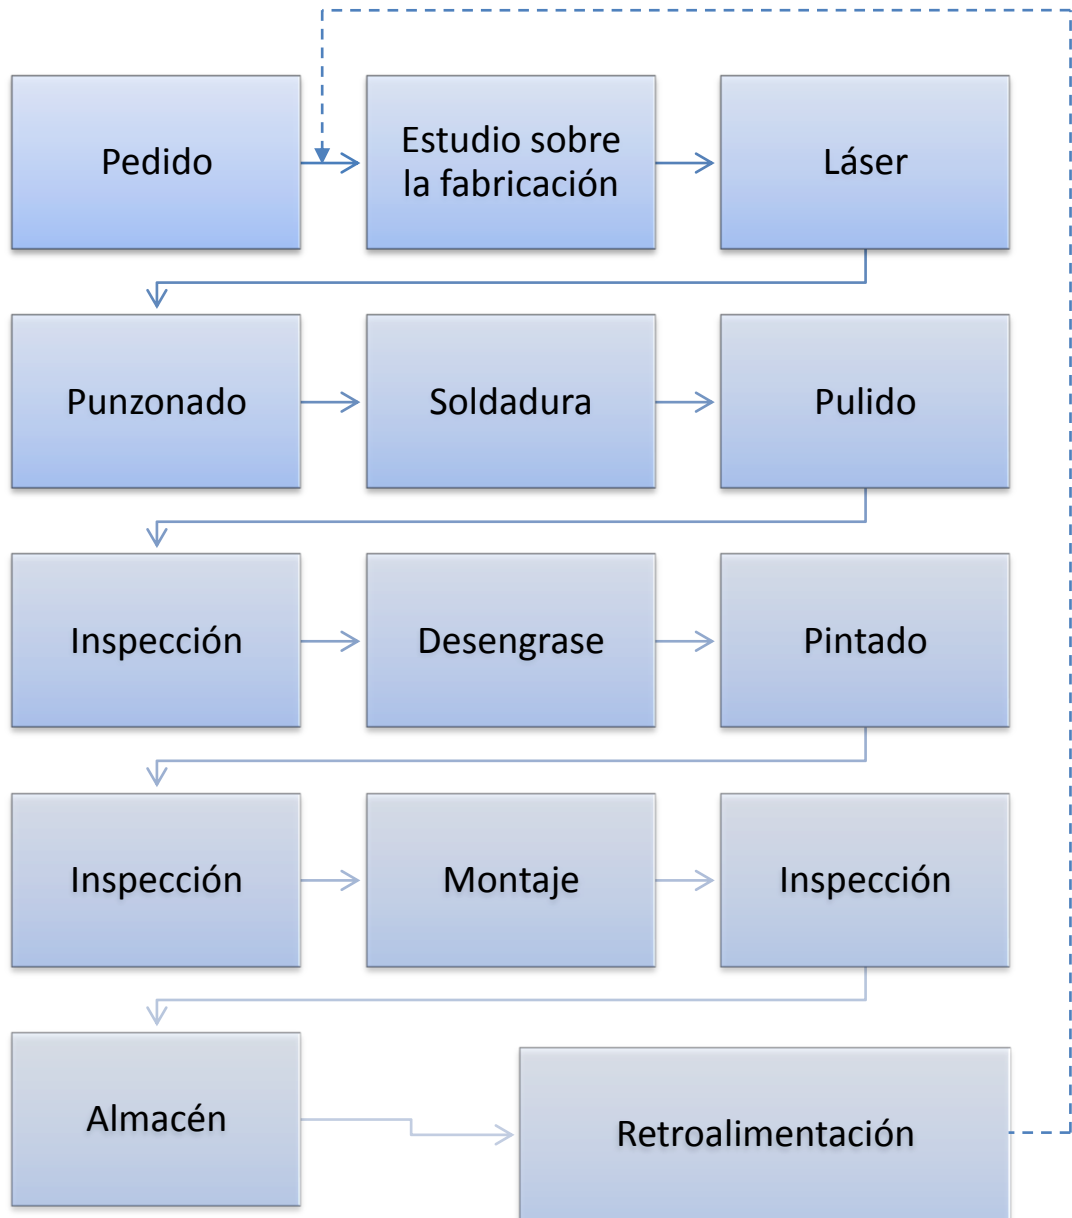 Pedido
Estudio sobre
la fabricación
Láser
Punzonado
Soldadura
Pulido
Inspección
Desengrase
Pintado
Inspección
Montaje
Inspección
Almacén
Retroalimentación